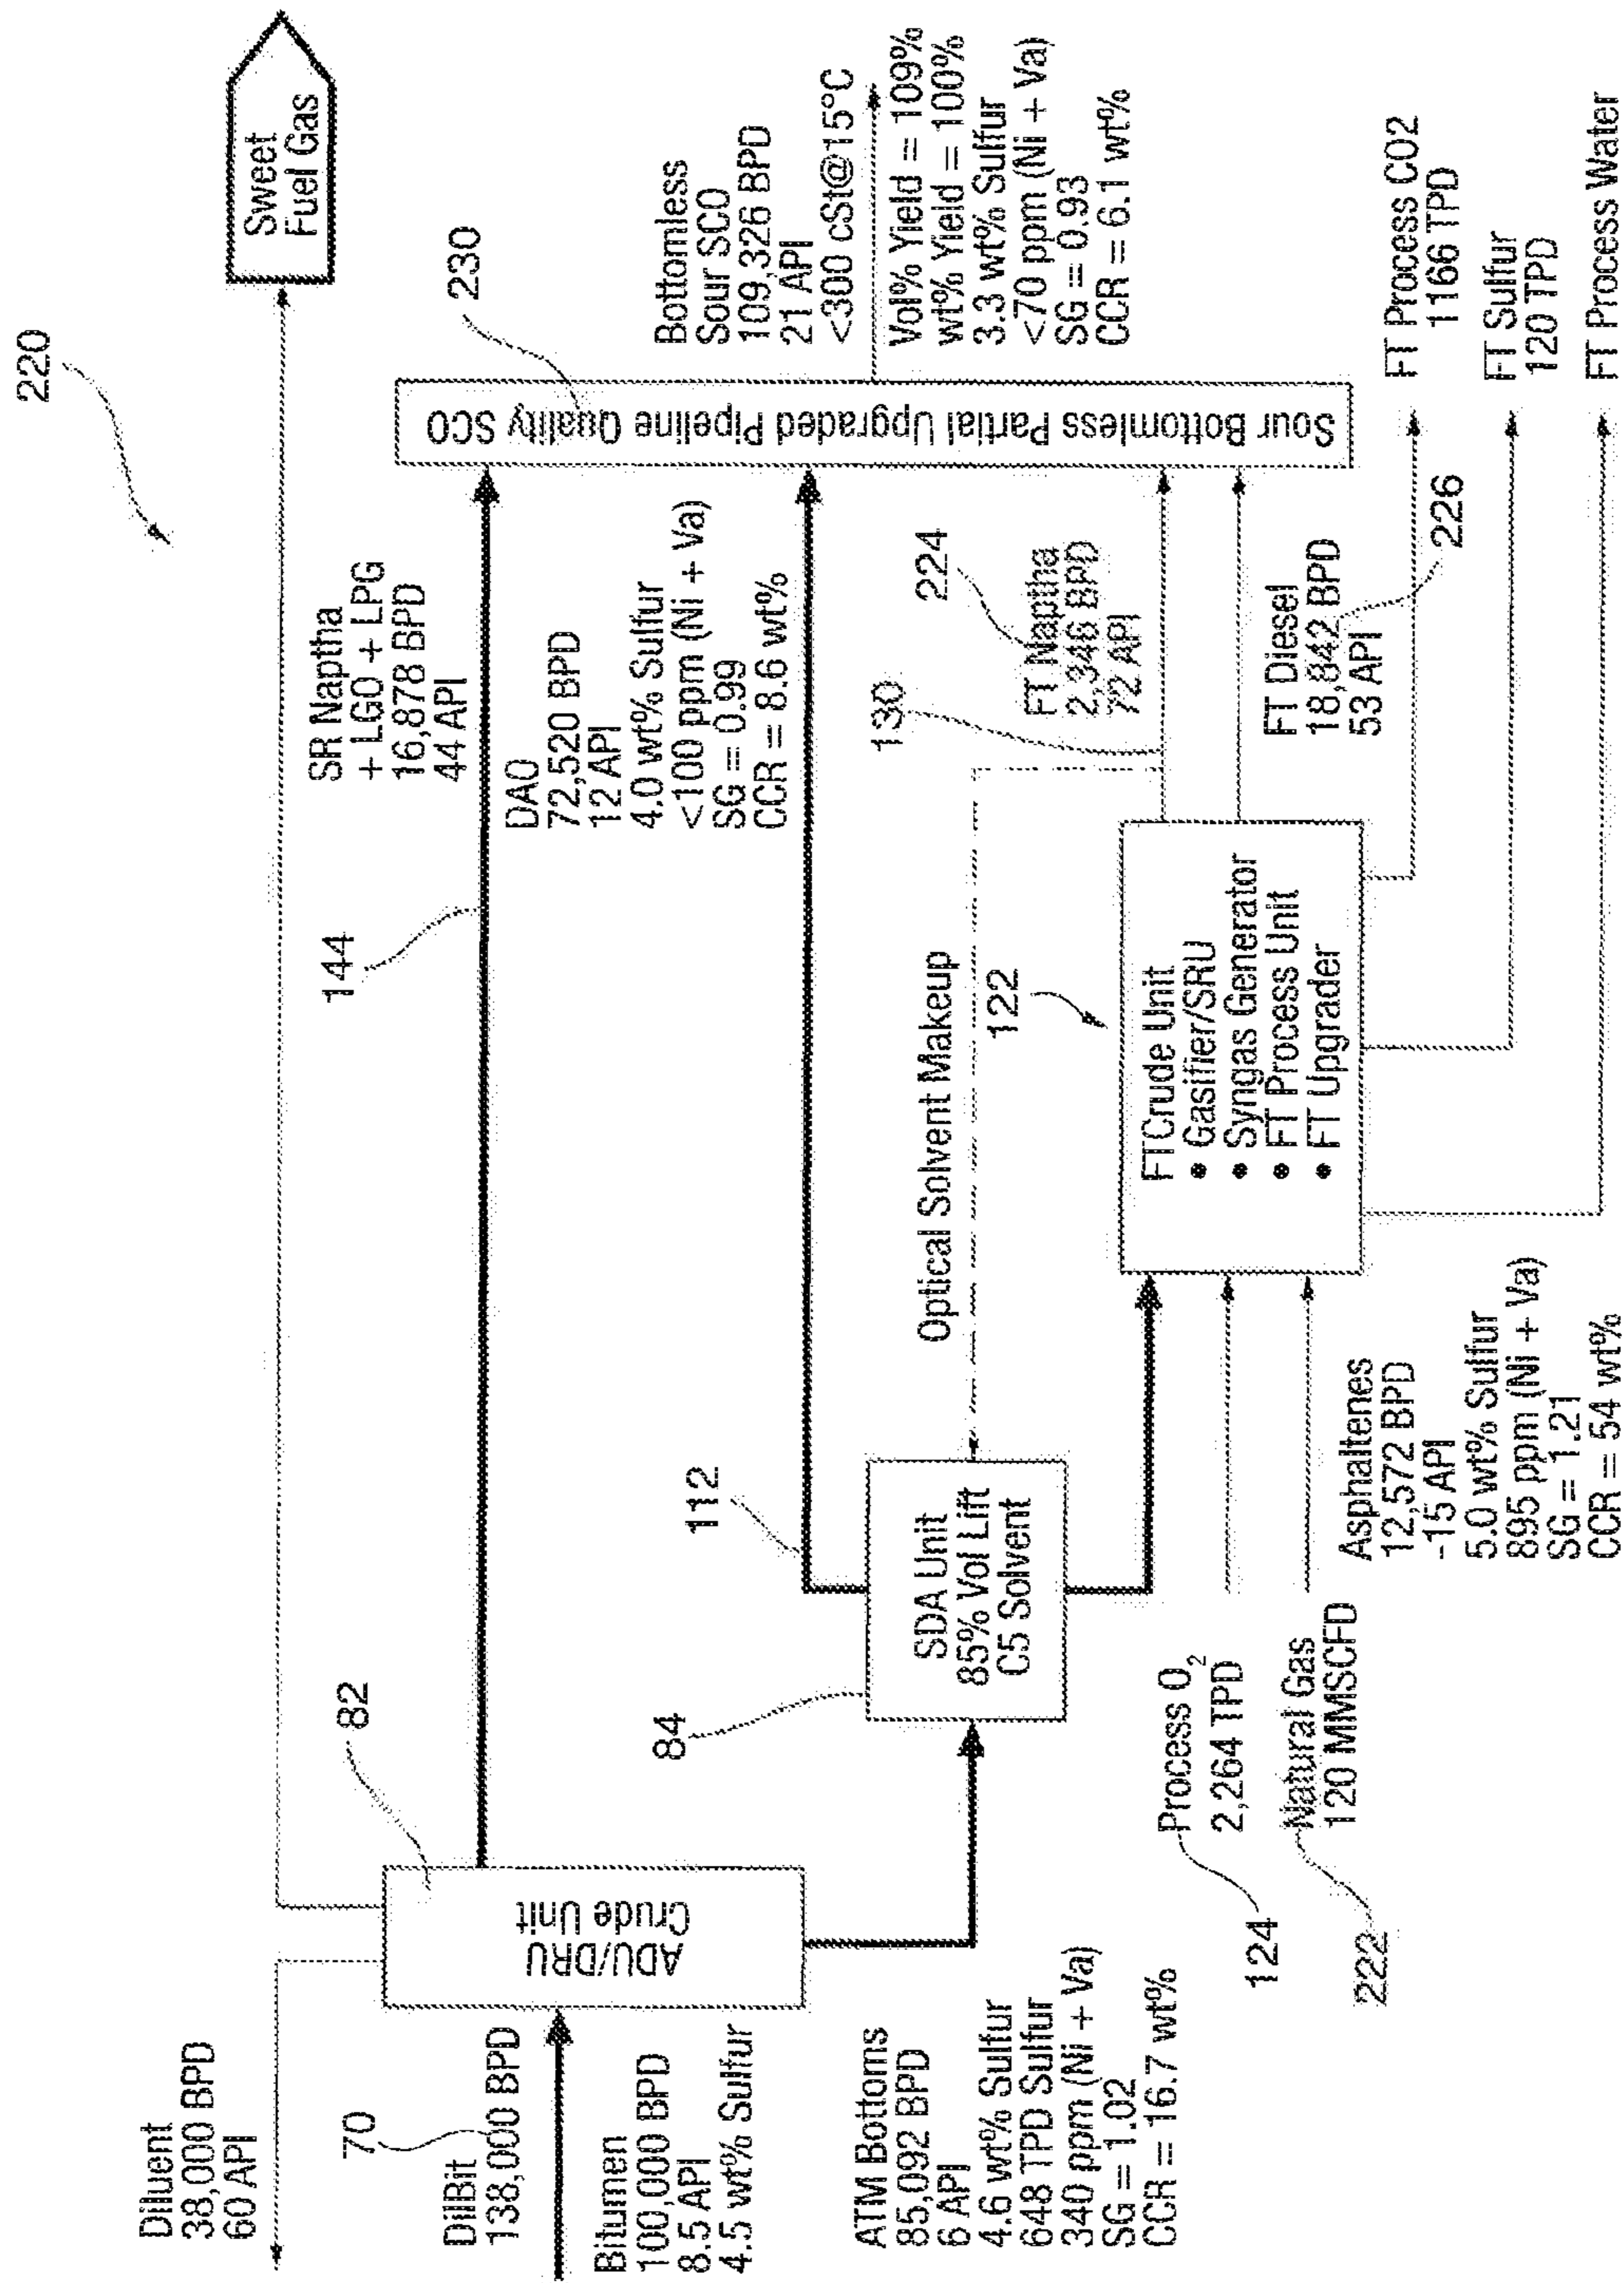 220
Sweet
Fuel Gas
Diluent
38,000 BPD
60 API
70
DilBit
138,000 BPD
Bitumen
100,000 BPD
8.5 API
4.5 wt% Sulfur
82
ADU/DRU
Crude Unit
144
SR Naptha
+ LGO + LPG
16,878 BPD
44 API
DAO
72,520 BPD
12 API
4.0 wt% Sulfur
<100 ppm (Ni + Va)
SG = 0.99
CCR = 8.6 wt%
230
Sour Bottomless Partial Upgraded Pipeline Quality SCO
Bottomless
Sour SCO
109,326 BPD
21 API
<300 cSt@15°C
Vol% Yield = 109%
wt% Yield = 100%
3.3 wt% Sulfur
<70 ppm (Ni + Va)
SG = 0.93
CCR = 6.1 wt%
ATM Bottoms
85,092 BPD
6 API
4.6 wt% Sulfur
648 TPD Sulfur
340 ppm (Ni + Va)
SG = 1.02
CCR = 16.7 wt%
84
SDA Unit
85% Vol Lift
C5 Solvent
112
Optical Solvent Makeup
130
224
FT Naptha
2,346 BPD
72 API
122
FTCrude Unit
• Gasifier/SRU
• Syngas Generator
• FT Process Unit
• FT Upgrader
FT Diesel
18,842 BPD
53 API
226
Process O₂
2,264 TPD
124
Natural Gas
120 MMSCFD
222
Asphaltenes
12,572 BPD
-15 API
5.0 wt% Sulfur
895 ppm (Ni + Va)
SG = 1.21
CCR = 54 wt%
FT Process CO2
1166 TPD
FT Sulfur
120 TPD
FT Process Water